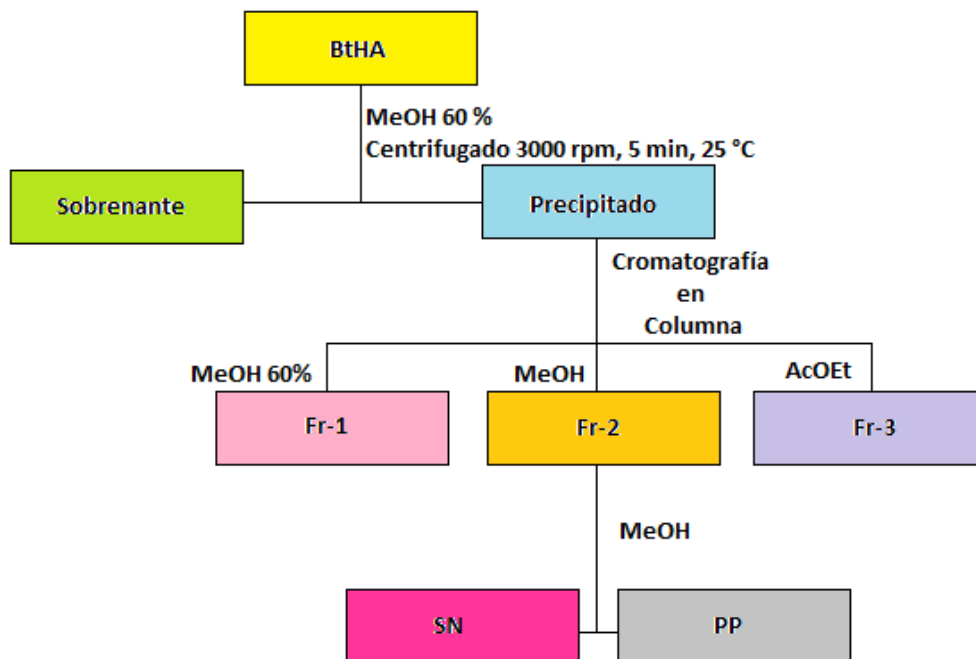 BtHA
MeOH 60 %
Centrifugado 3000 rpm, 5 min, 25 °C
Sobrenante
Precipitado
Cromatografía
en
Columna
MeOH 60%
MeOH
AcOEt
Fr-1
Fr-2
Fr-3
MeOH
SN
PP